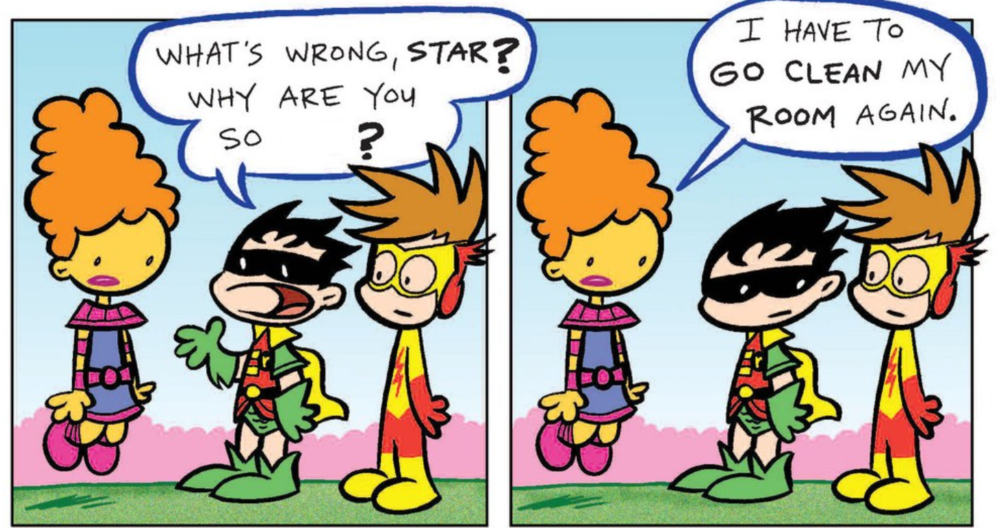 WHAT'S WRONG, STAR?
WHY ARE YOU
SO ?
I HAVE TO
GO CLEAN MY
ROOM AGAIN.